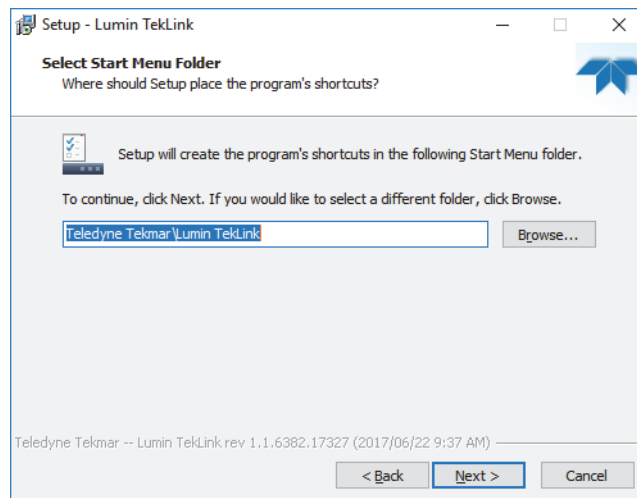 Setup - Lumin TekLink
Select Start Menu Folder
Where should Setup place the program's shortcuts?
Setup will create the program's shortcuts in the following Start Menu folder.
To continue, click Next. If you would like to select a different folder, click Browse.
Teledyne Tekmar\Lumin TekLink
Browse...
Teledyne Tekmar -- Lumin TekLink rev 1.1.6382.17327 (2017/06/22 9:37 AM)
< Back
Next >
Cancel